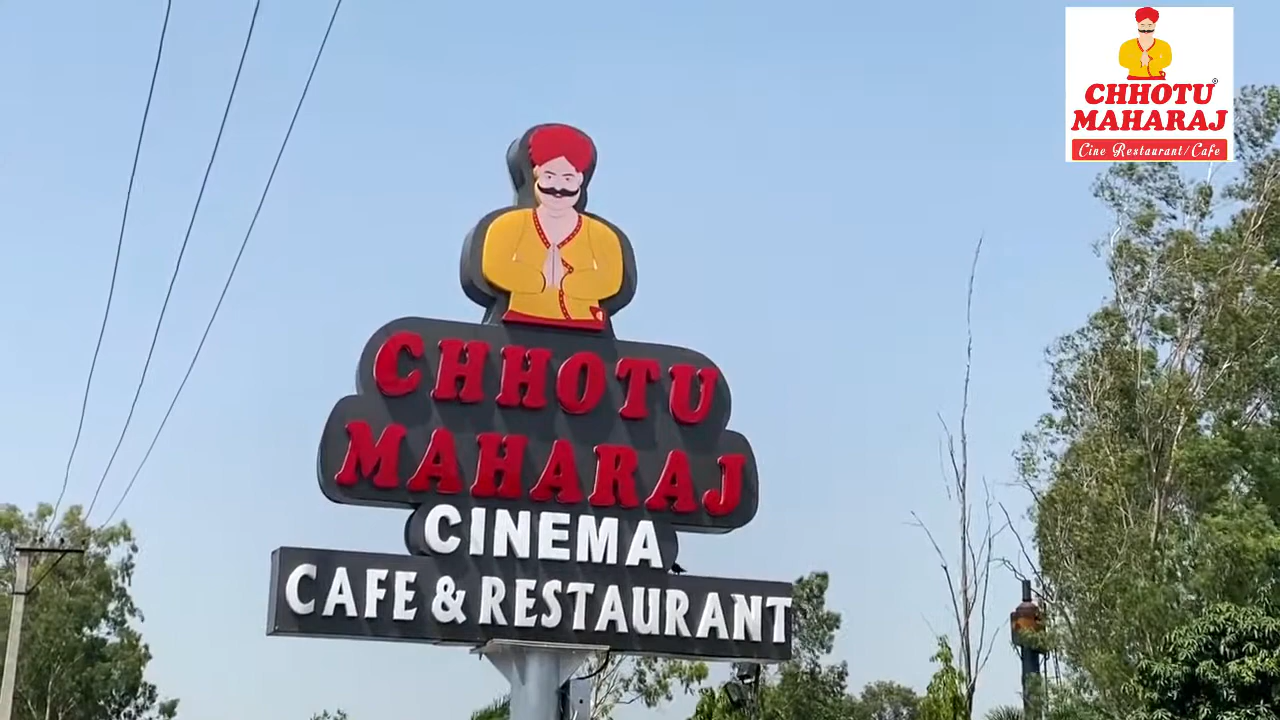 CHHOTU
MAHARAJ
CINEMA
CAFE & RESTAURANT
CHHOTU®
MAHARAJ
Cine Restaurant/Cafe